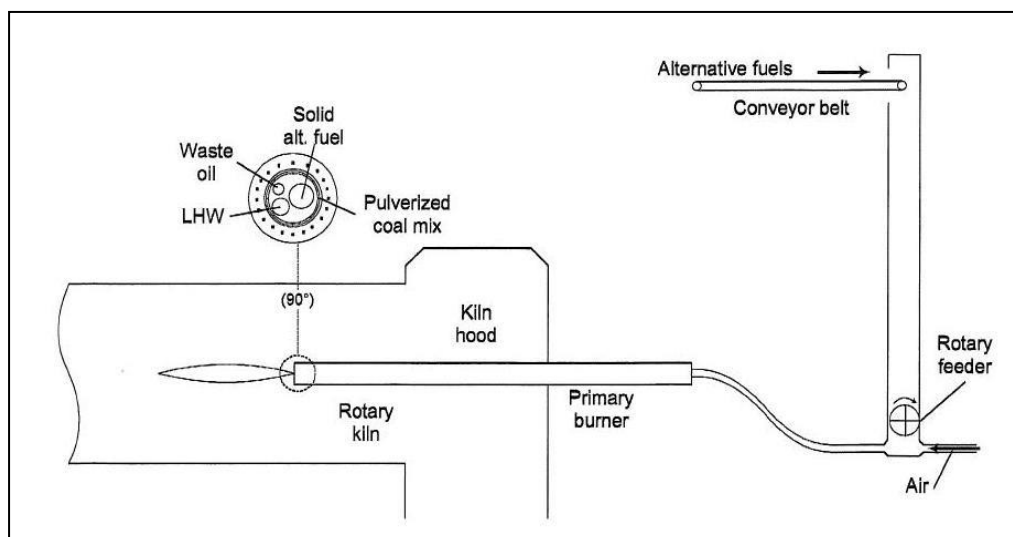 Alternative fuels
Conveyor belt
Solid
alt. fuel
Waste
oil
LHW
Pulverized
coal mix
(90°)
Kiln
hood
Rotary
kiln
Primary
burner
Rotary
feeder
Air